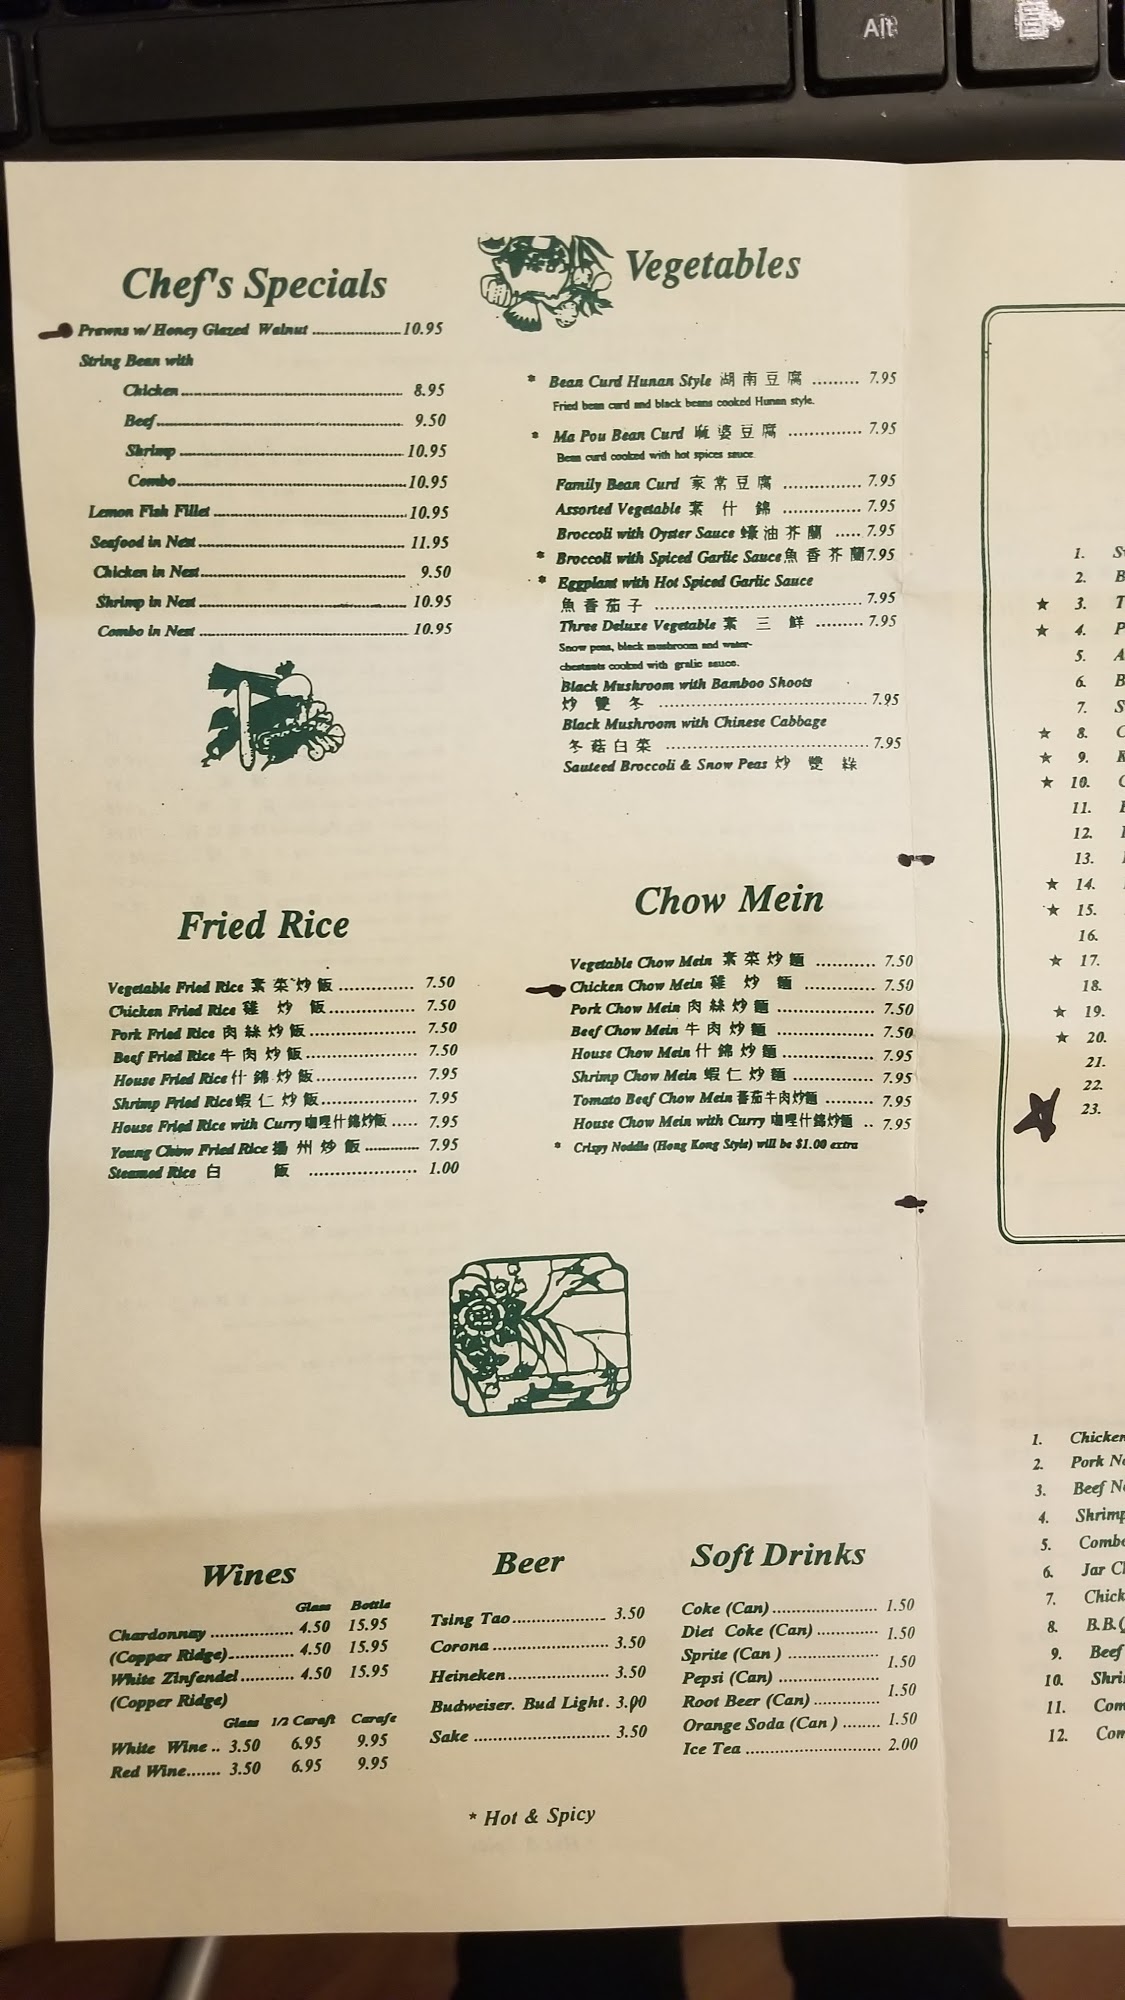 Alt
Chef's Specials
Prawns w/ Honey Glazed Walnut 10.95
String Bean with
Chicken 8.95
Beef 9.50
Shrimp 10.95
Combo 10.95
Lemon Fish Fillet 10.95
Seafood in Nest 11.95
Chicken in Nest 9.50
Shrimp in Nest 10.95
Combo in Nest 10.95
Vegetables
* Bean Curd Hunan Style 湖南豆腐 7.95
Fried bean curd and black beans cooked Hunan style.
* Ma Pou Bean Curd 麻婆豆腐 7.95
Bean curd cooked with hot spices sauce.
Family Bean Curd 家常豆腐 7.95
Assorted Vegetable 素什錦 7.95
Broccoli with Oyster Sauce 蠔油芥蘭 7.95
* Broccoli with Spiced Garlic Sauce 魚香芥蘭 7.95
* Eggplant with Hot Spiced Garlic Sauce
魚香茄子 7.95
Three Deluxe Vegetable 素三鮮 7.95
Snow peas, black mushroom and water-
chestnuts cooked with gralic sauce.
Black Mushroom with Bamboo Shoots
炒雙冬 7.95
Black Mushroom with Chinese Cabbage
冬菇白菜 7.95
Sauteed Broccoli & Snow Peas 炒雙綠
Fried Rice
Vegetable Fried Rice 素菜炒飯 7.50
Chicken Fried Rice 雞炒飯 7.50
Pork Fried Rice 肉絲炒飯 7.50
Beef Fried Rice 牛肉炒飯 7.50
House Fried Rice 什錦炒飯 7.95
Shrimp Fried Rice 蝦仁炒飯 7.95
House Fried Rice with Curry 咖喱什錦炒飯 7.95
Young Chow Fried Rice 揚州炒飯 7.95
Steamed Rice 白飯 1.00
Chow Mein
Vegetable Chow Mein 素菜炒麵 7.50
Chicken Chow Mein 雞炒麵 7.50
Pork Chow Mein 肉絲炒麵 7.50
Beef Chow Mein 牛肉炒麵 7.50
House Chow Mein 什錦炒麵 7.95
Shrimp Chow Mein 蝦仁炒麵 7.95
Tomato Beef Chow Mein 蕃茄牛肉炒麵 7.95
House Chow Mein with Curry 咖喱什錦炒麵 7.95
* Crispy Noddle (Hong Kong Style) will be $1.00 extra
Wines
Glass Bottle
Chardonnay 4.50 15.95
(Copper Ridge) 4.50 15.95
White Zinfendel 4.50 15.95
(Copper Ridge)
Glass 1/2 Caraft Carafe
White Wine 3.50 6.95 9.95
Red Wine 3.50 6.95 9.95
Beer
Tsing Tao 3.50
Corona 3.50
Heineken 3.50
Budweiser. Bud Light. 3.00
Sake 3.50
Soft Drinks
Coke (Can) 1.50
Diet Coke (Can) 1.50
Sprite (Can) 1.50
Pepsi (Can)
Root Beer (Can) 1.50
Orange Soda (Can) 1.50
Ice Tea 2.00
* Hot & Spicy
1.
2.
★ 3.
★ 4.
5.
6.
7.
★ 8.
★ 9.
★ 10.
11.
12.
13.
★ 14.
★ 15.
16.
★ 17.
18.
★ 19.
★ 20.
21.
22.
23.
1. Chicken
2. Pork
3. Beef
4. Shrimp
5. Combo
6. Jar
7. Chick
8. B.B.Q
9. Beef
10. Shri
11. Com
12. Com